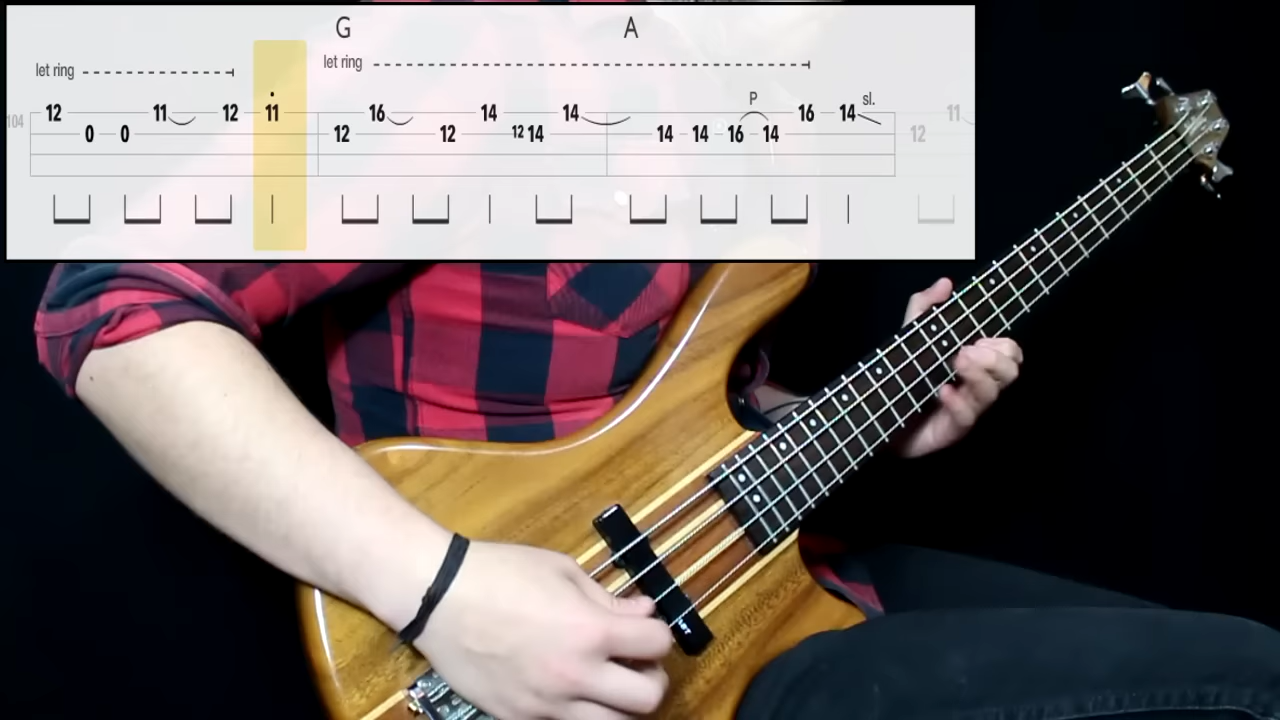 G A
let ring let ring
P
sl.
12 11 12 11 16 14 14 16 14 11
104 0 0 12 12 12 14 14 14 16 14 12